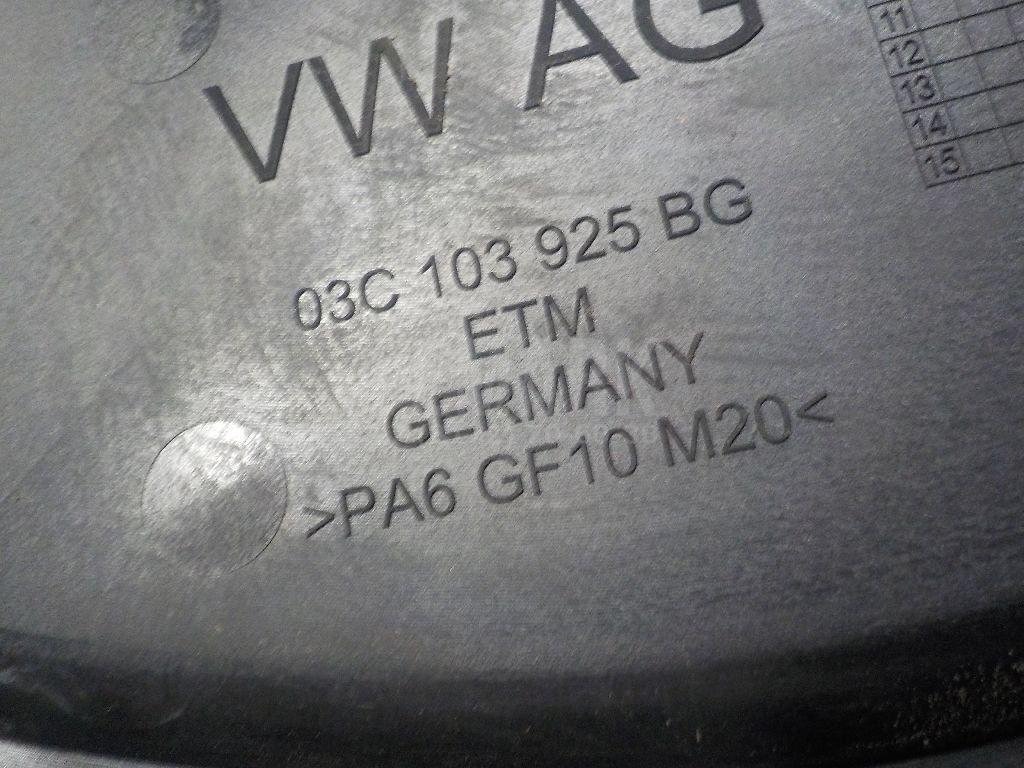 VW AG
11
12
13
14
15
03C 103 925 BG
ETM
GERMANY
>PA6 GF10 M20<